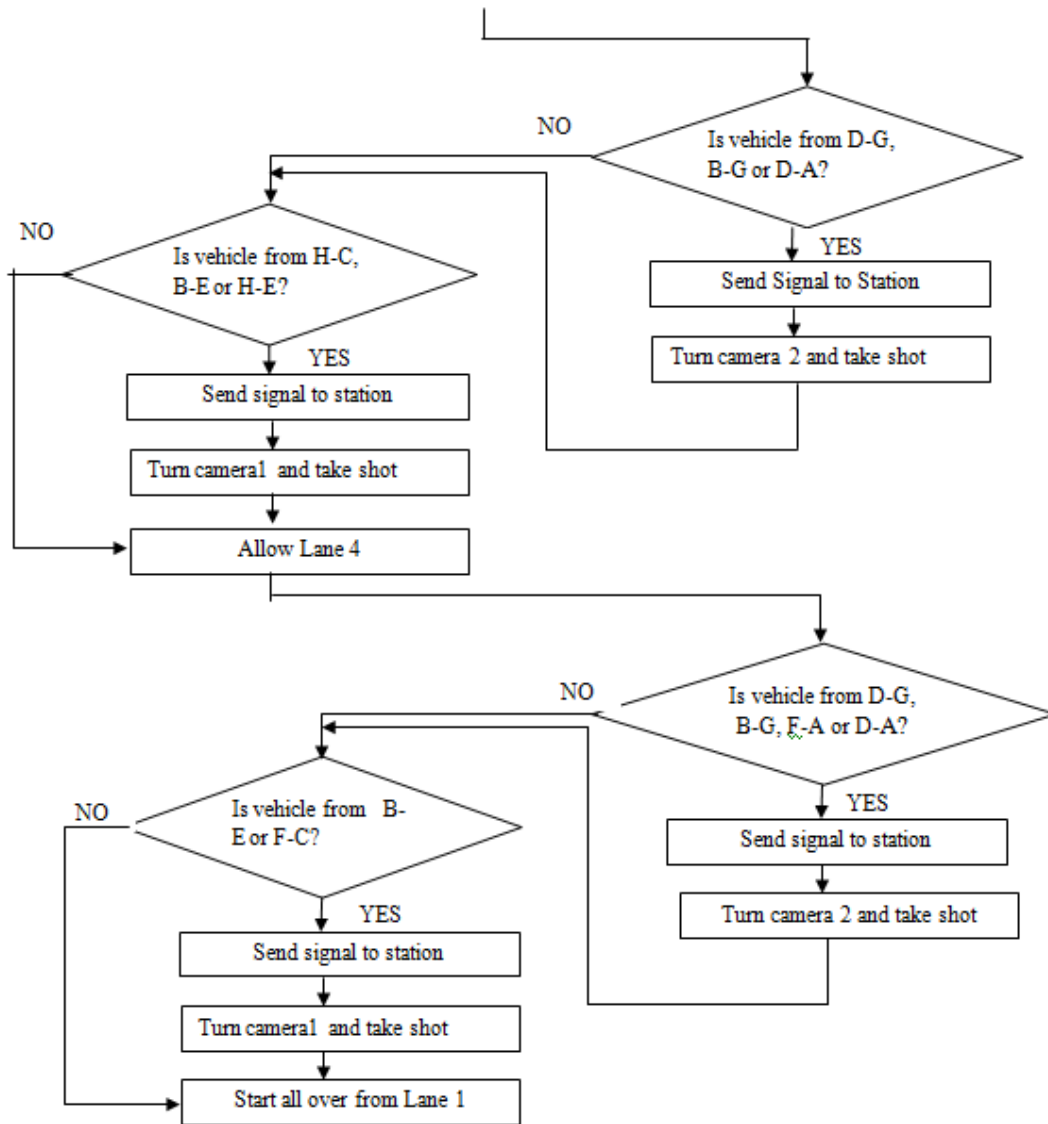 NO
Is vehicle from D-G,
B-G or D-A?
YES
Send Signal to Station
Turn camera 2 and take shot
NO
Is vehicle from H-C,
B-E or H-E?
YES
Send signal to station
Turn camera1 and take shot
Allow Lane 4
NO
Is vehicle from D-G,
B-G, F-A or D-A?
YES
Send signal to station
Turn camera 2 and take shot
NO
Is vehicle from B-
E or F-C?
YES
Send signal to station
Turn camera1 and take shot
Start all over from Lane 1